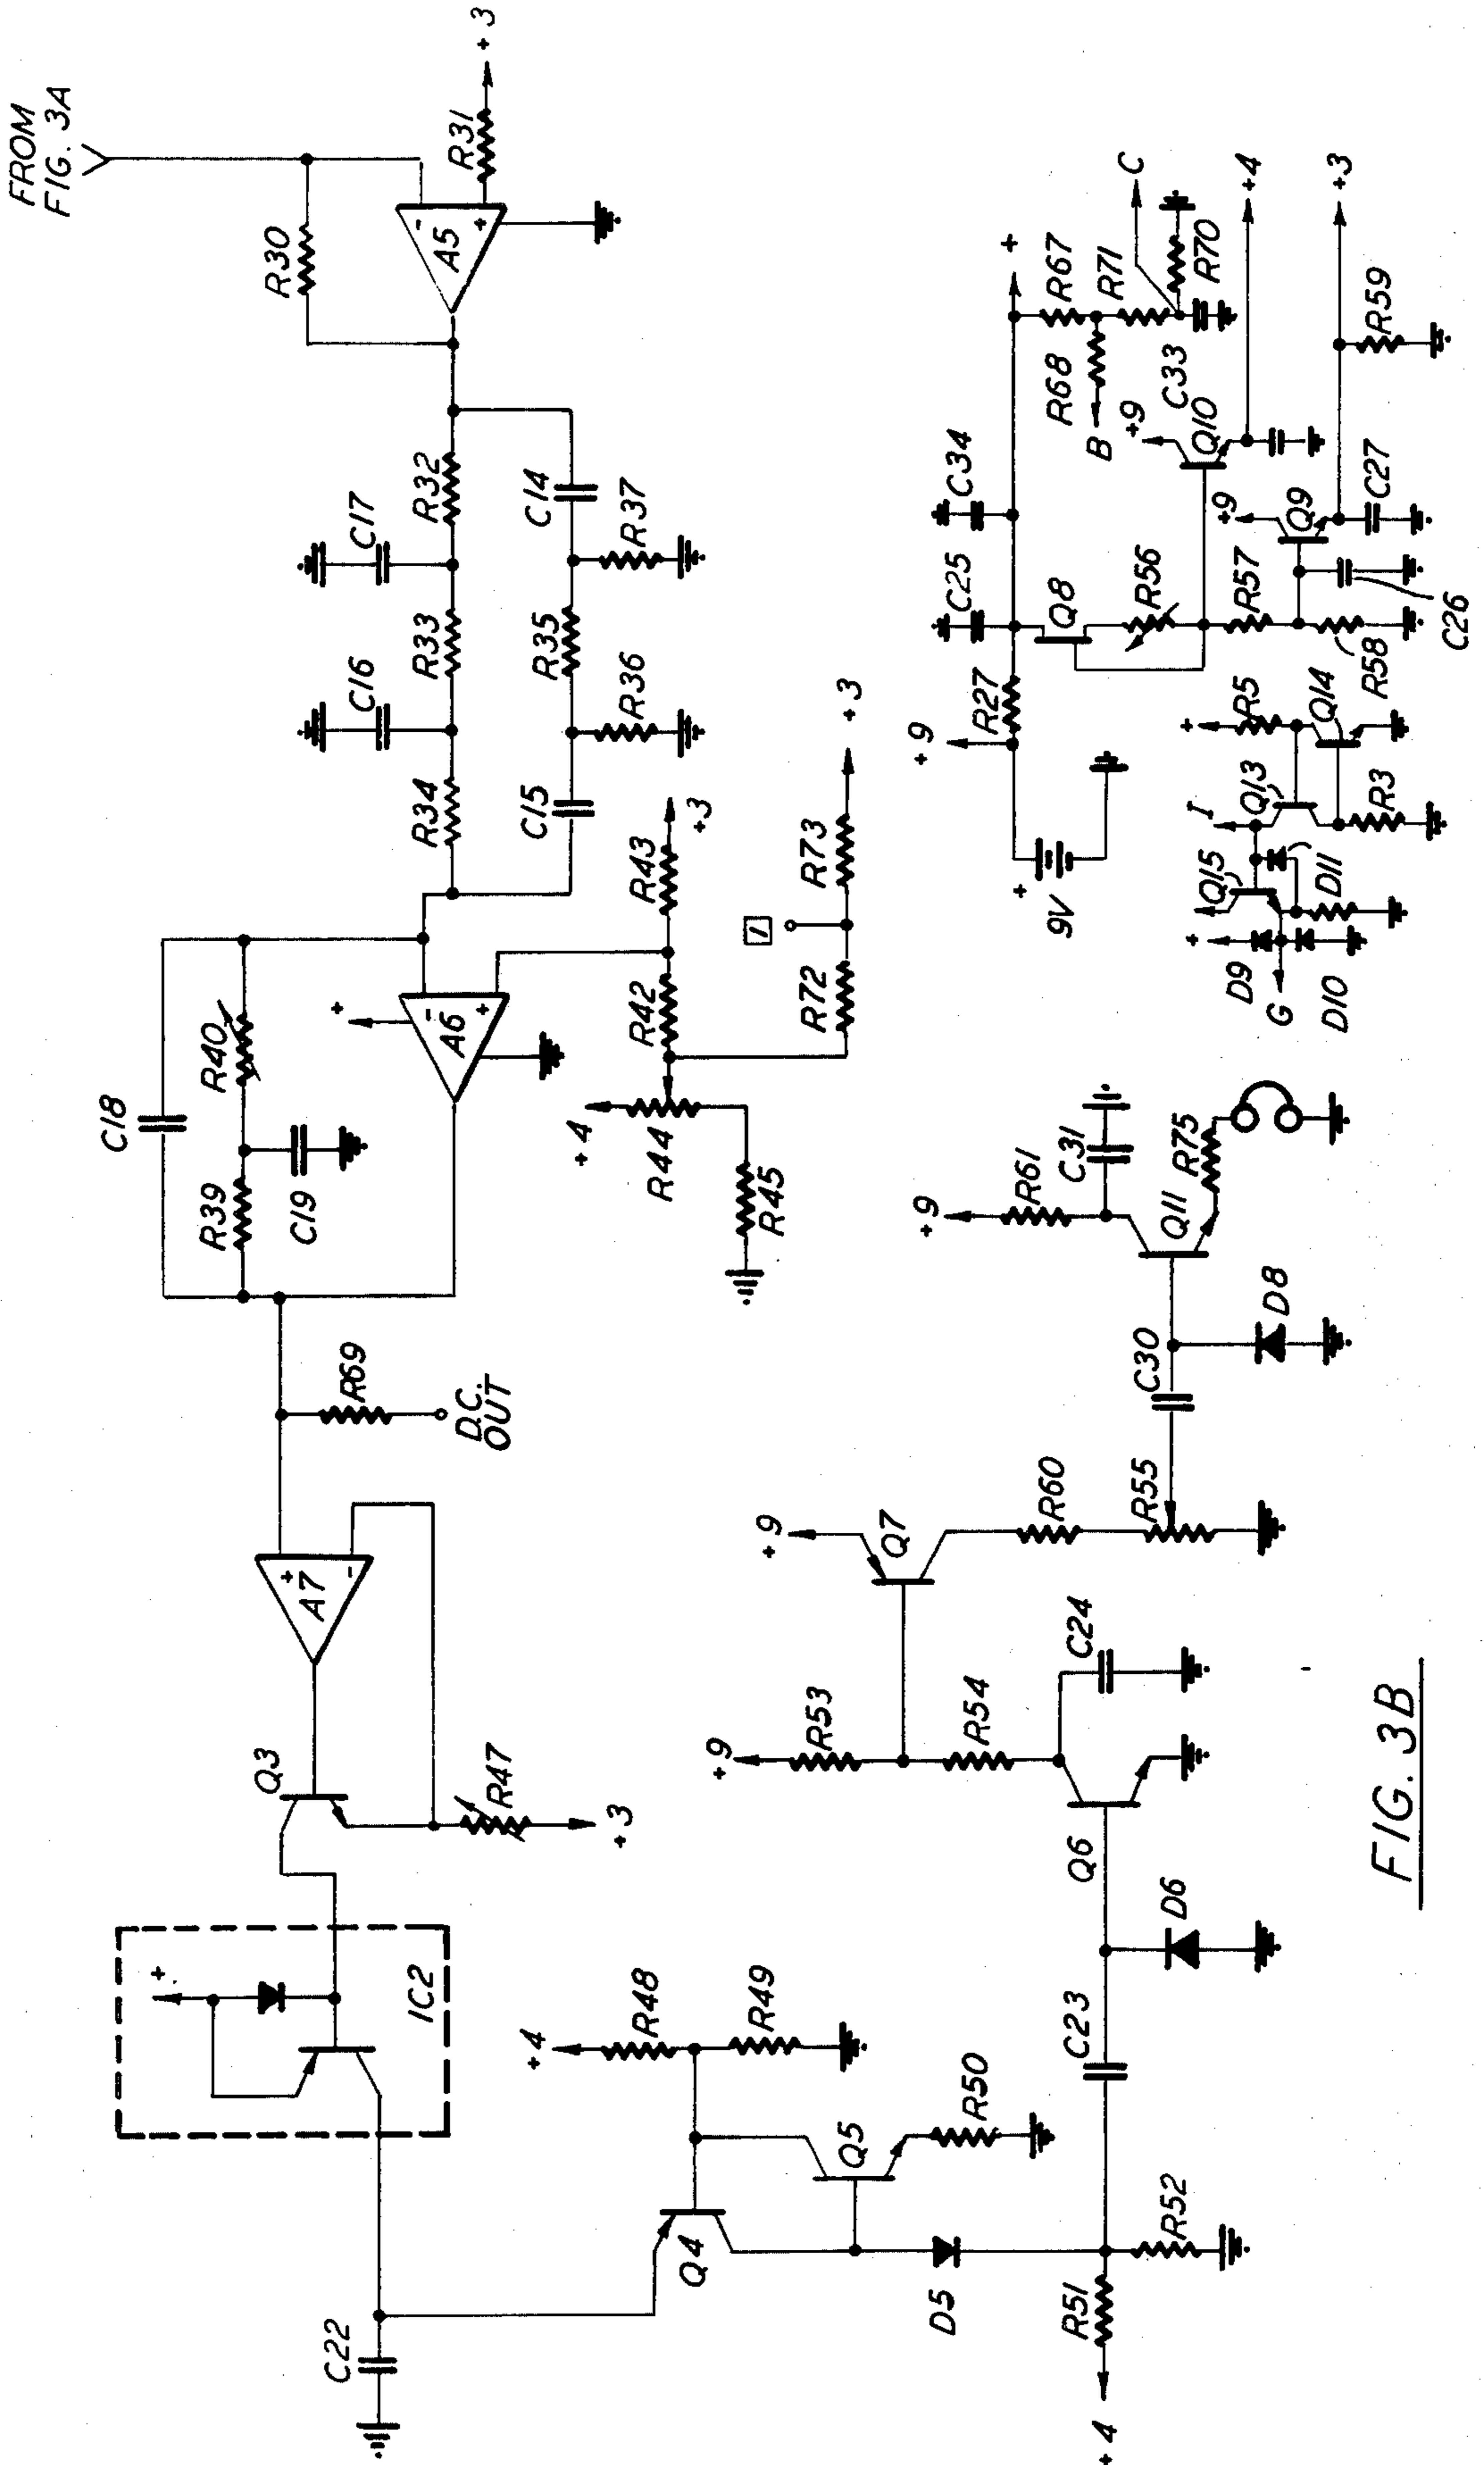 FROM
FIG. 3A
R30
-
+
A5
R31
+3
C17
C16
R32
R33
R34
C14
R37
R35
R36
C15
C18
R40
R39
C19
+
-
+
A6
R43
+3
R42
+4
R44
R45
1
R72
R73
+3
R69
D.C.
OUT
+
-
A7
Q3
R47
+3
+
IC2
C22
+4
R48
R49
Q4
Q5
R50
D5
R51
+4
R52
C23
D6
Q6
+9
R53
R54
C24
+9
Q7
R60
R55
C30
D8
+9
R61
C31
Q11
R75
+9
R27
+
9V
C25
C34
+
Q8
R56
R57
R58
C26
R67
R68
B
R71
C
R70
C33
+9
Q10
+4
+9
Q9
C27
+3
R59
+
R5
Q14
I
Q13
R3
Q15
D11
+
D9
G
D10
FIG. 3B